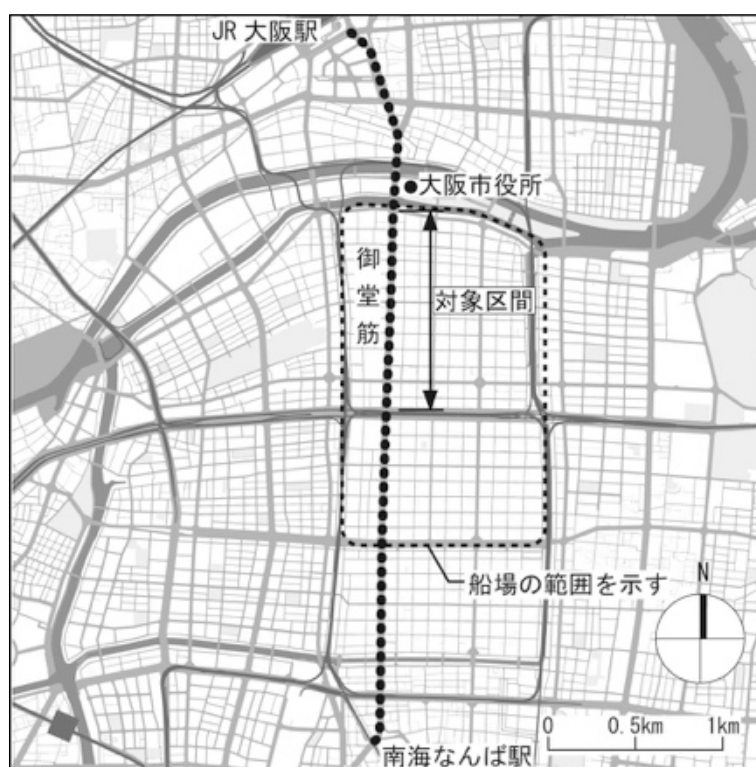 JR 大阪駅
大阪市役所
御堂筋
対象区間
船場の範囲を示す
N
0 0.5km 1km
南海なんば駅